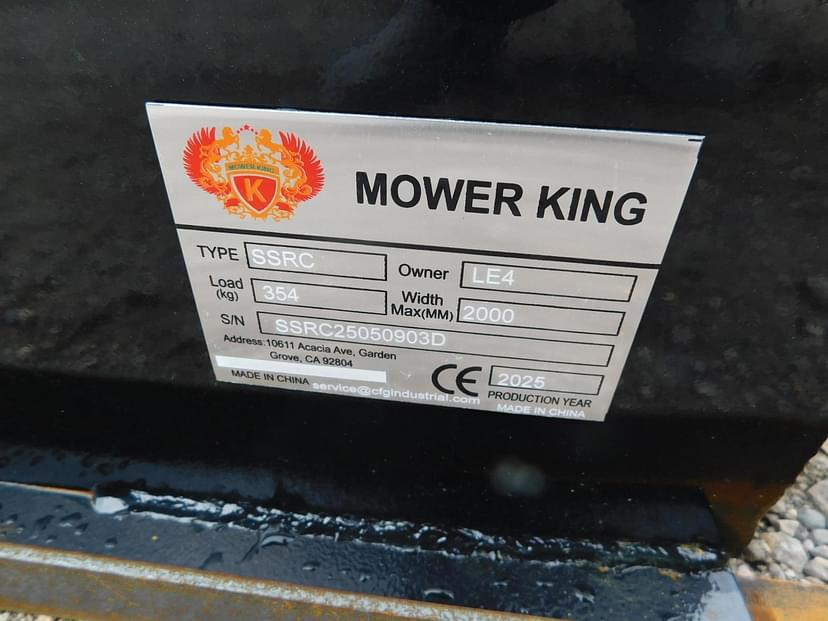 MOWER KING
K
MOWER KING
TYPE SSRC
Owner LE4
Load (kg) 354
Width Max(MM) 2000
S/N SSRC25050903D
Address:10611 Acacia Ave, Garden
Grove, CA 92804
MADE IN CHINA
service@cfgindustrial.com
CE
2025
PRODUCTION YEAR
MADE IN CHINA